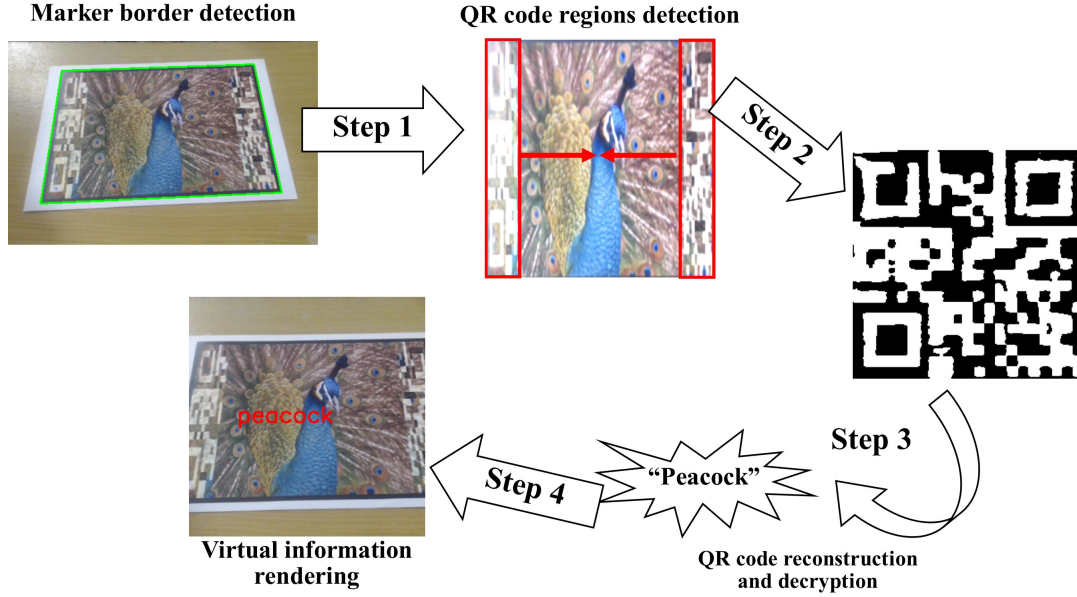 Marker border detection
QR code regions detection
Step 1
Step 2
Step 3
“Peacock”
Step 4
peacock
Virtual information
rendering
QR code reconstruction
and decryption